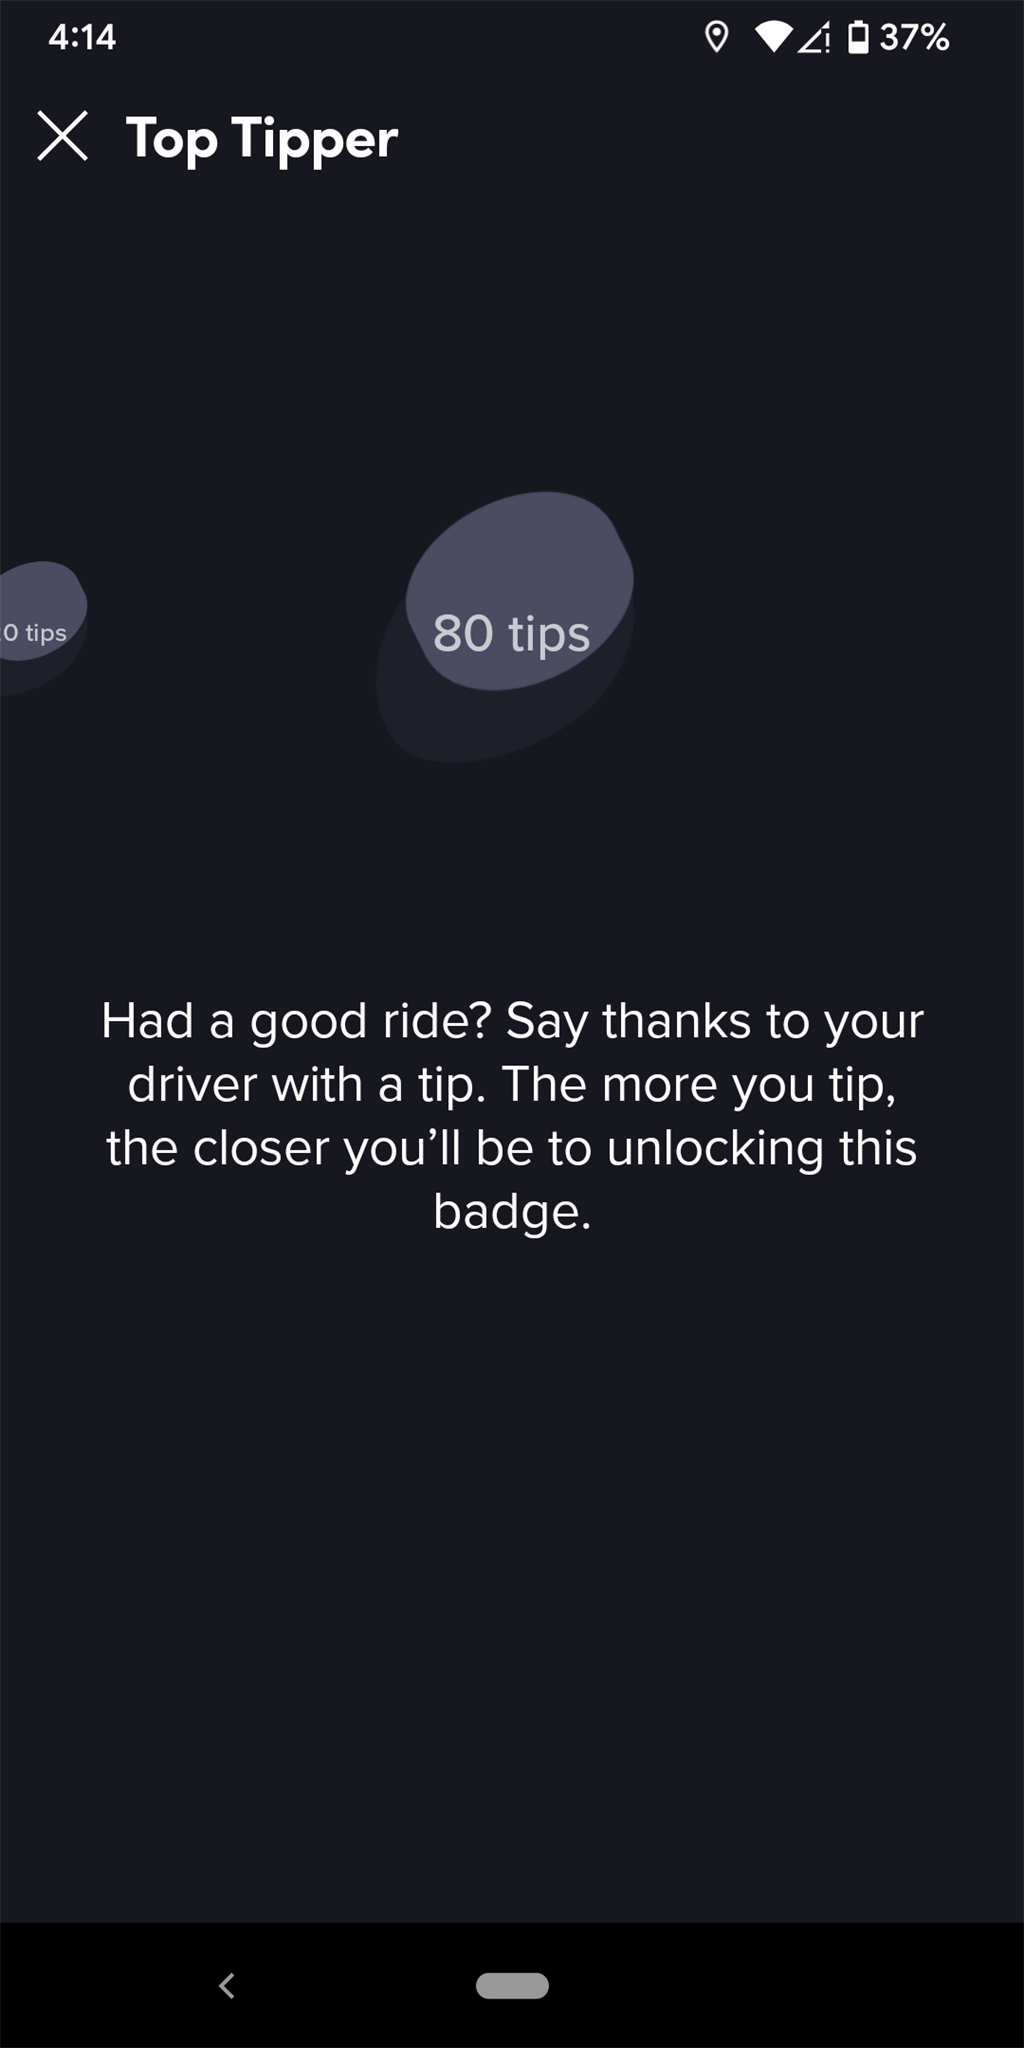 4:14
37%
Top Tipper
tips
80 tips
Had a good ride? Say thanks to your
driver with a tip. The more you tip,
the closer you’ll be to unlocking this
badge.